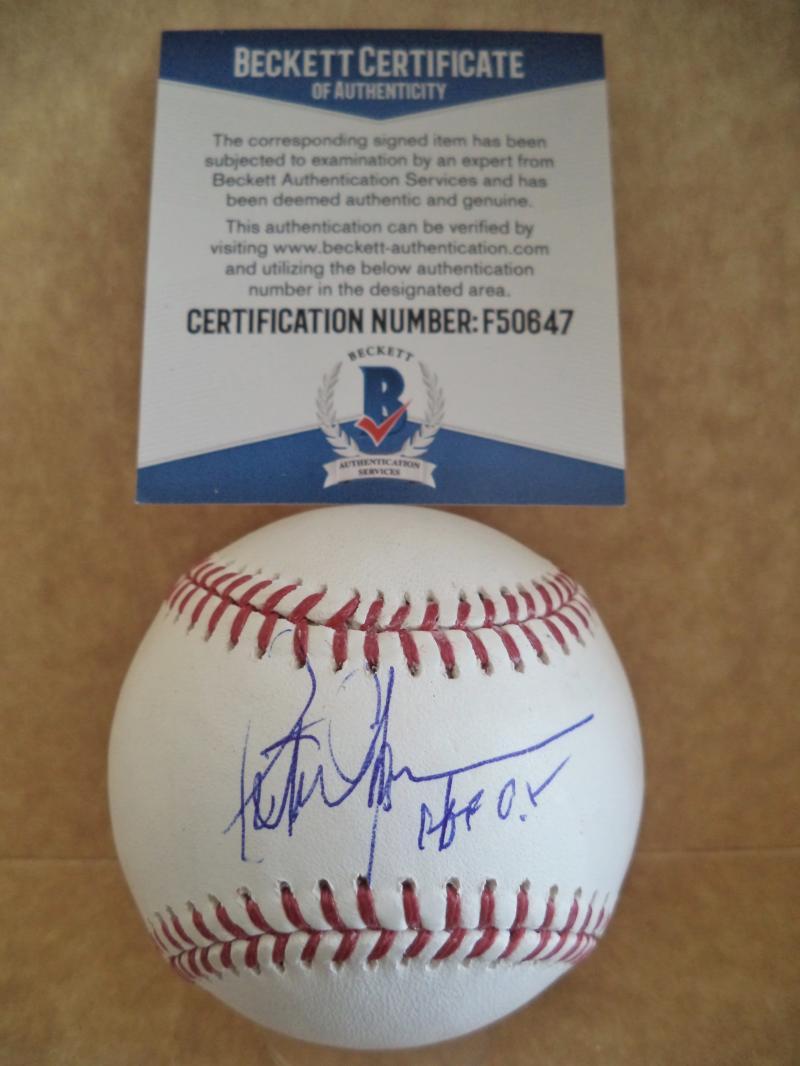 BECKETT CERTIFICATE
OF AUTHENTICITY
The corresponding signed item has been
subjected to examination by an expert from
Beckett Authentication Services and has
been deemed authentic and genuine.
This authentication can be verified by
visiting www.beckett-authentication.com
and utilizing the below authentication
number in the designated area.
CERTIFICATION NUMBER: F50647
BECKETT
B
AUTHENTICATION
SERVICES